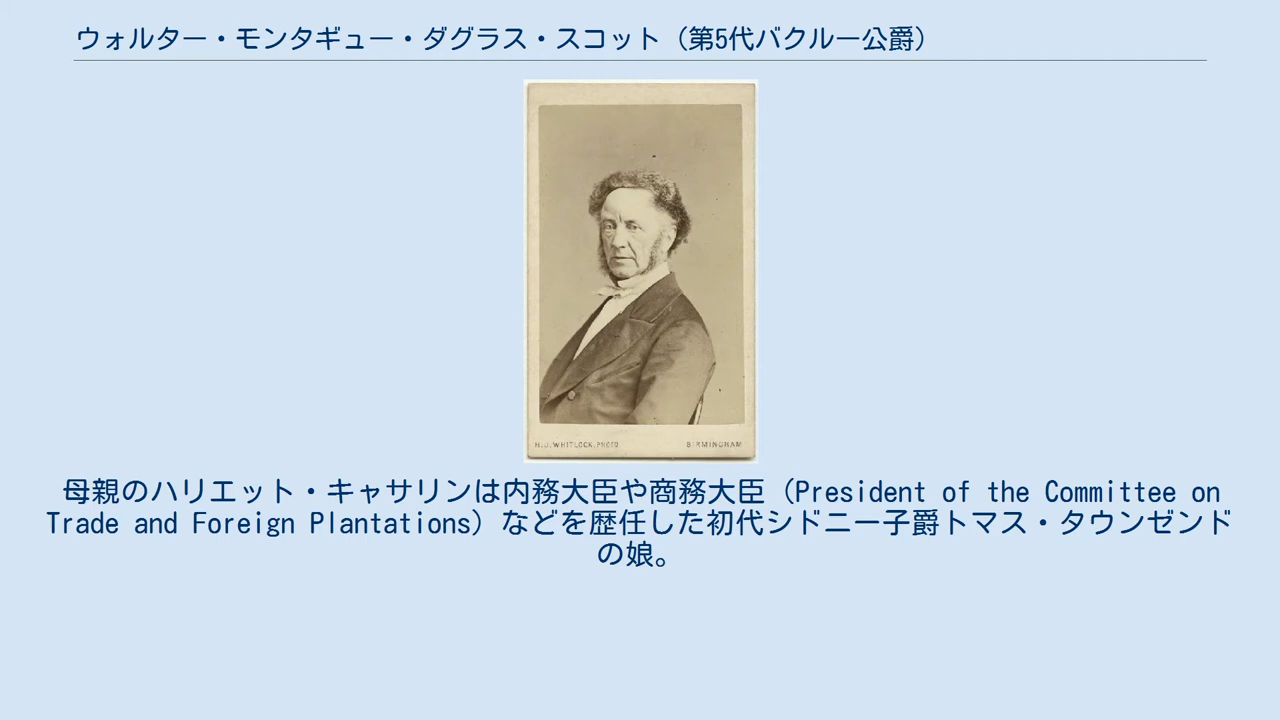 ウォルター・モンタギュー・ダグラス・スコット（第5代バクルー公爵）
H.J.WHITLOCK.PHOTO BIRMINGHAM
母親のハリエット・キャサリンは内務大臣や商務大臣（President of the Committee on
Trade and Foreign Plantations）などを歴任した初代シドニー子爵トマス・タウンゼンド
の娘。